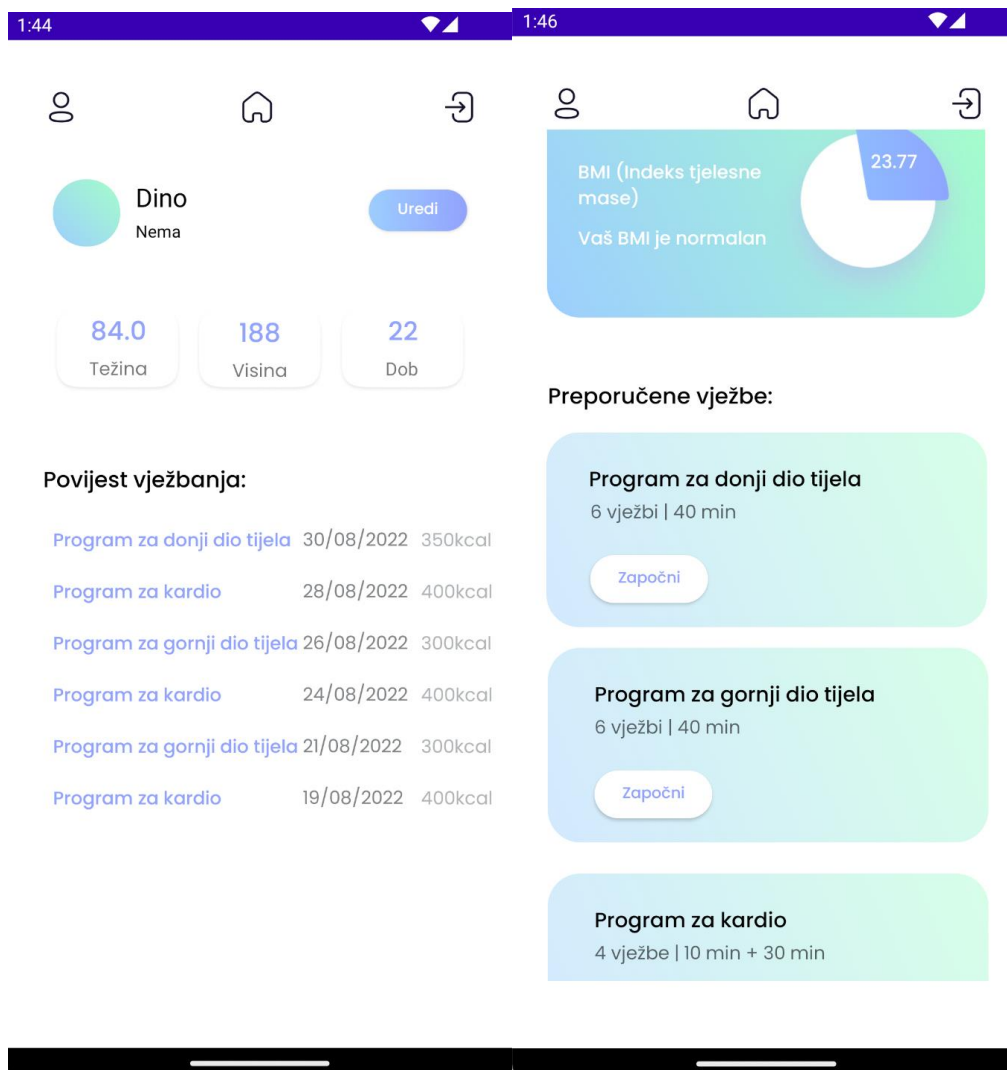 1:44
Dino
Nema
Uredi
84.0
Težina
188
Visina
22
Dob
Povijest vježbanja:
Program za donji dio tijela 30/08/2022 350kcal
Program za kardio 28/08/2022 400kcal
Program za gornji dio tijela 26/08/2022 300kcal
Program za kardio 24/08/2022 400kcal
Program za gornji dio tijela 21/08/2022 300kcal
Program za kardio 19/08/2022 400kcal
1:46
BMI (Indeks tjelesne
mase)
Vaš BMI je normalan
23.77
Preporučene vježbe:
Program za donji dio tijela
6 vježbi | 40 min
Započni
Program za gornji dio tijela
6 vježbi | 40 min
Započni
Program za kardio
4 vježbe | 10 min + 30 min